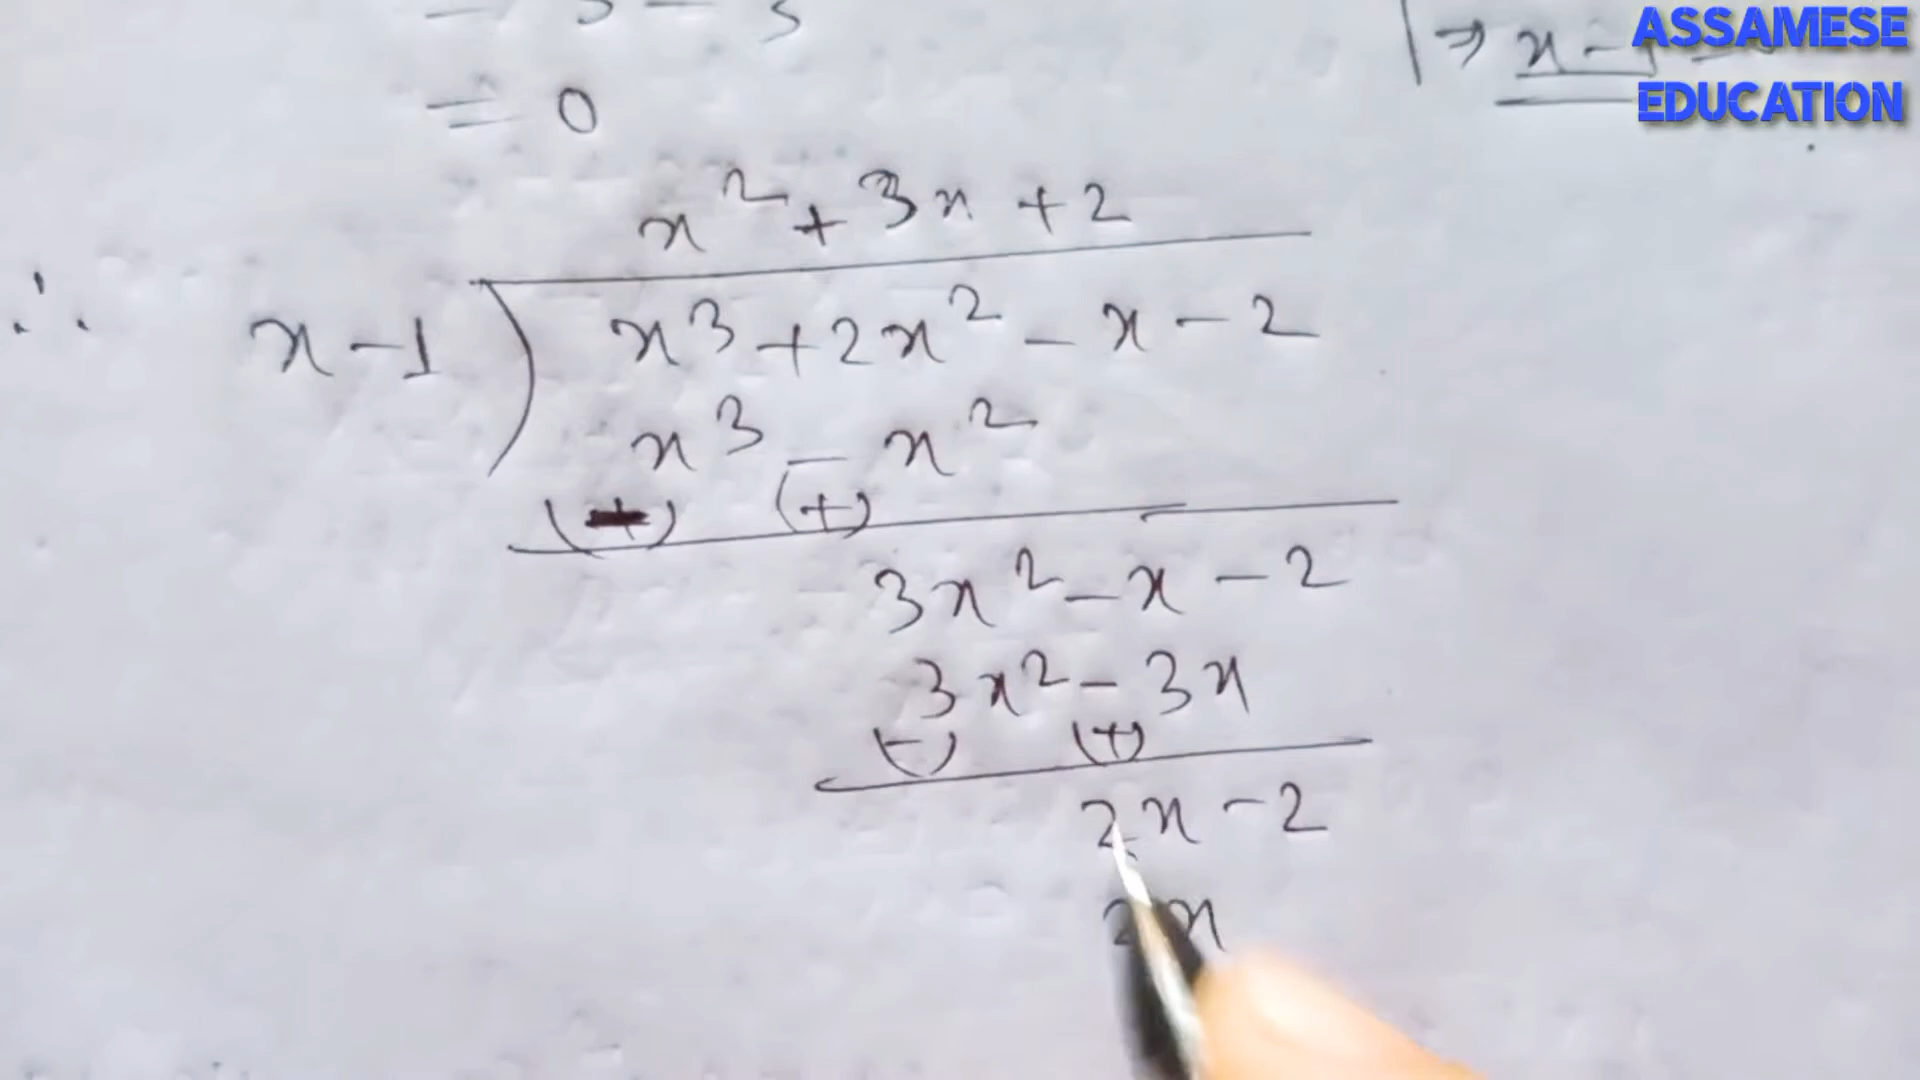 = 0
⇒ x -
ASSAMESE
EDUCATION
x² + 3x + 2
∴ x - 1 ) x³ + 2x² - x - 2
x³ - x²
(-) (+)
3x² - x - 2
3x² - 3x
(-) (+)
2x - 2
2x